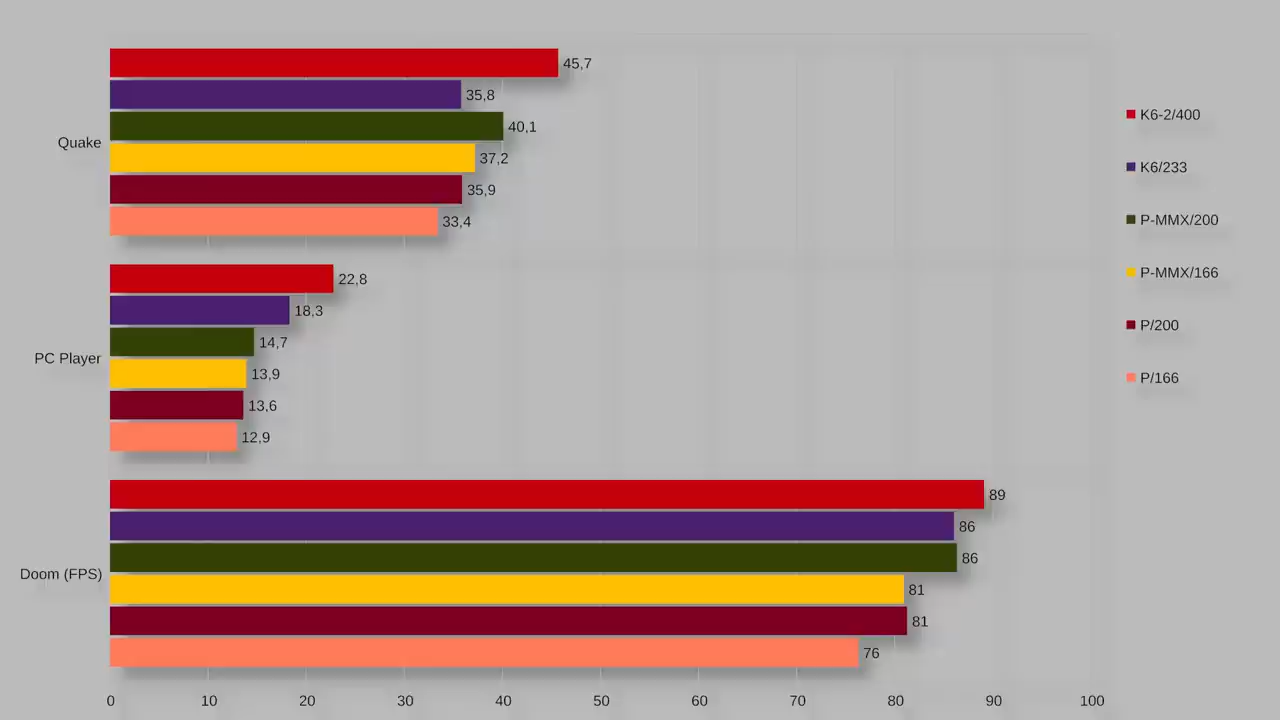 Quake
45,7
35,8
40,1
37,2
35,9
33,4
PC Player
22,8
18,3
14,7
13,9
13,6
12,9
Doom (FPS)
89
86
86
81
81
76
0 10 20 30 40 50 60 70 80 90 100
K6-2/400
K6/233
P-MMX/200
P-MMX/166
P/200
P/166